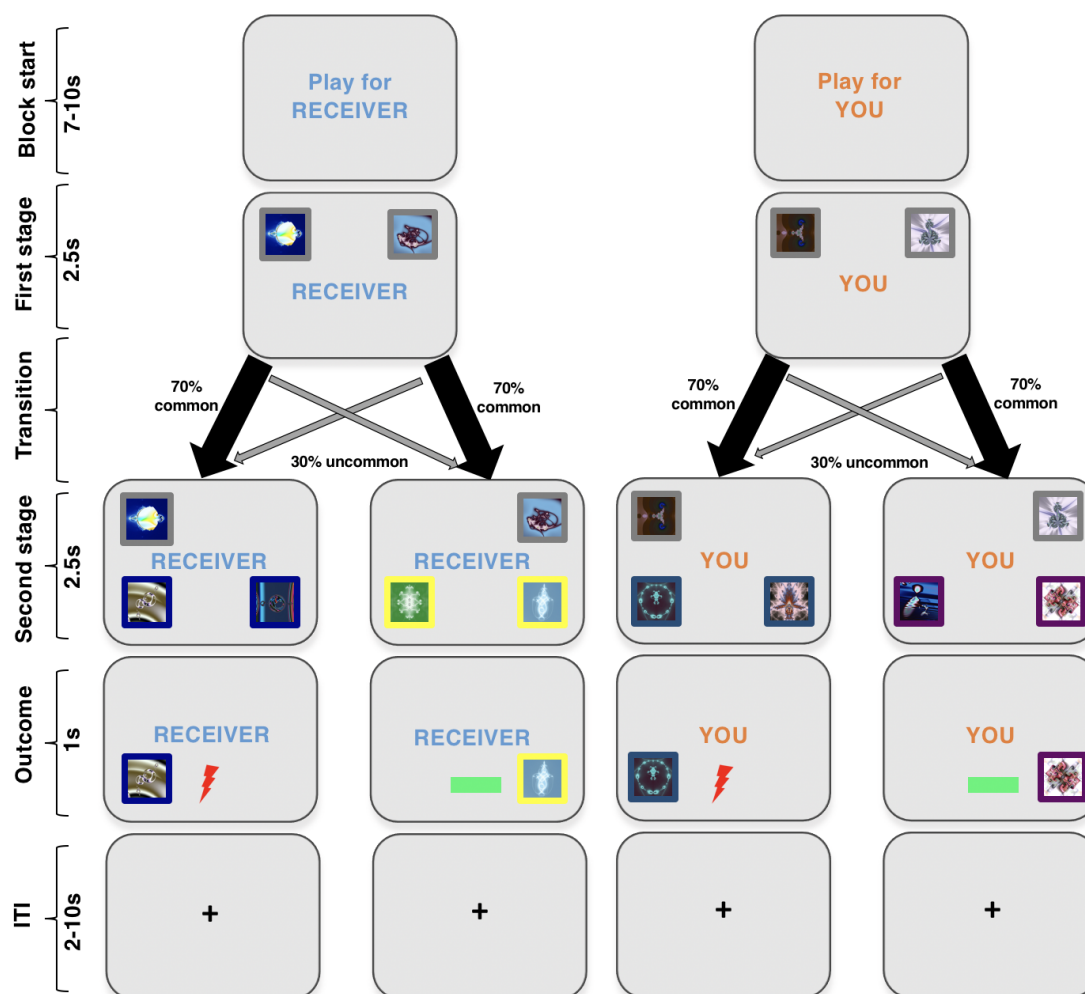 Block start
7-10s
Play for
RECEIVER
Play for
YOU
First stage
2.5s
RECEIVER
YOU
Transition
70%
common
70%
common
30% uncommon
70%
common
70%
common
30% uncommon
Second stage
2.5s
RECEIVER
RECEIVER
YOU
YOU
Outcome
1s
RECEIVER
RECEIVER
YOU
YOU
ITI
2-10s
+
+
+
+